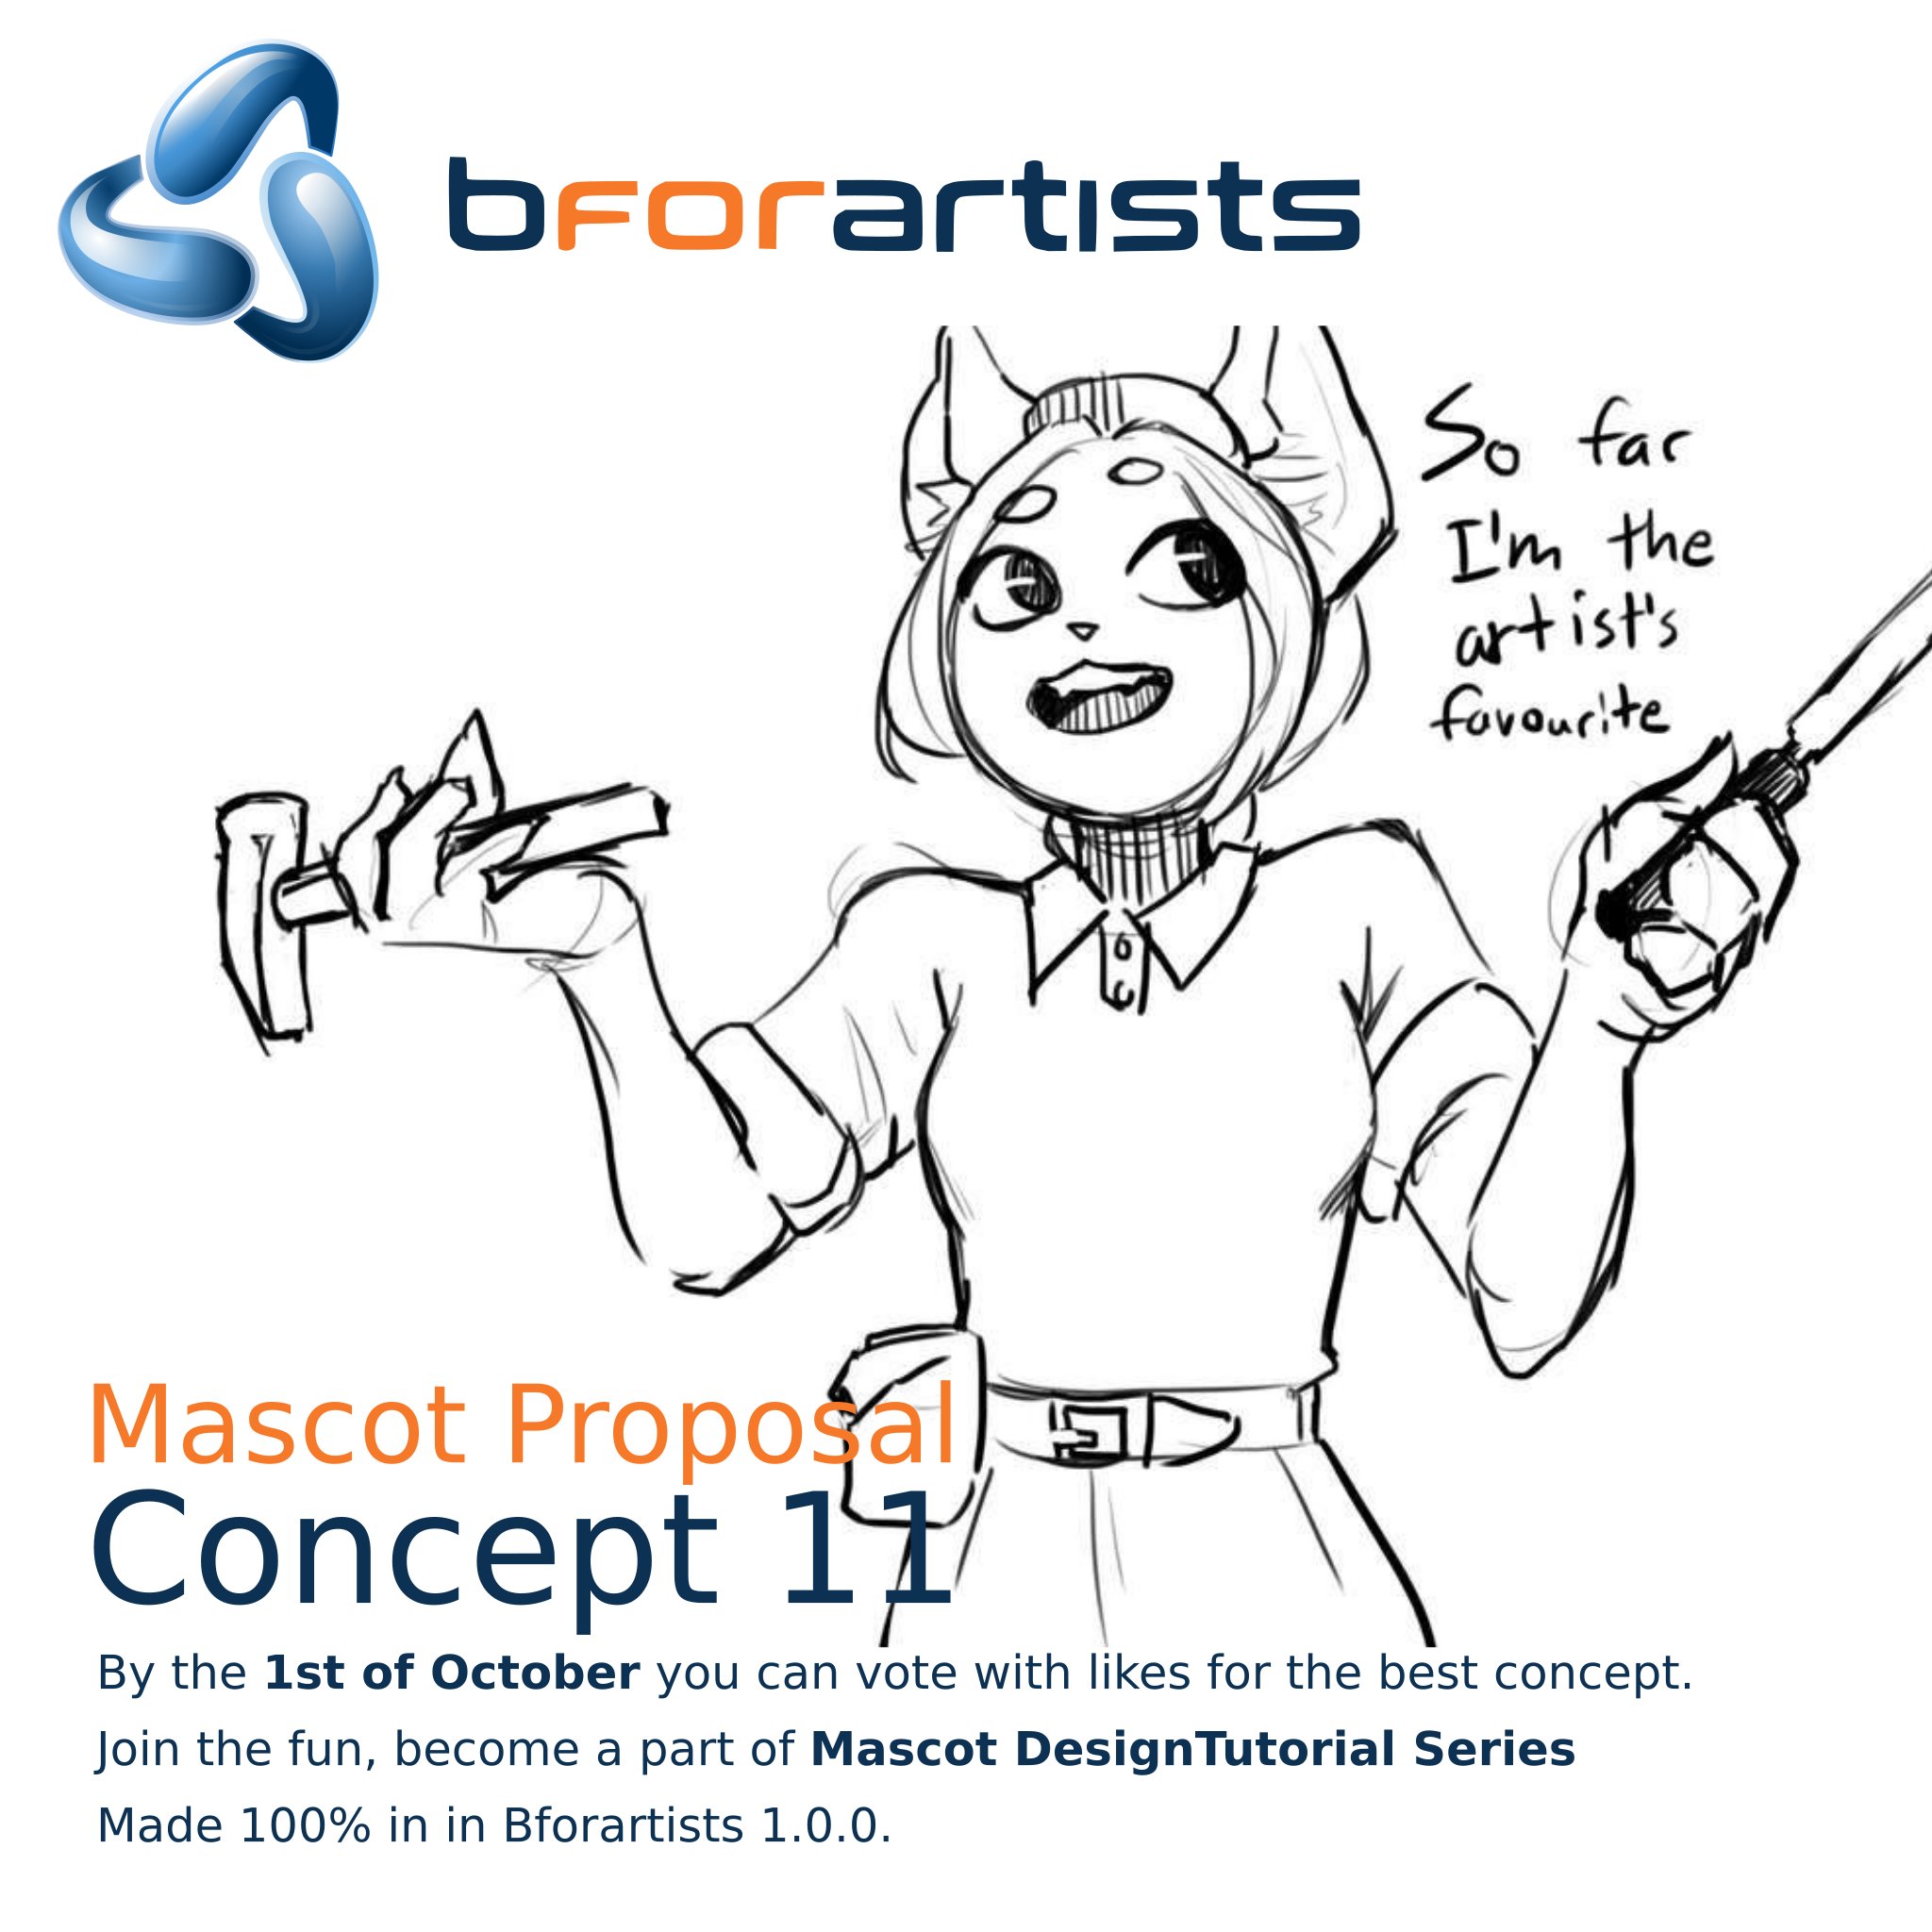 bforartists
So far
I'm the
artist's
favourite
Mascot Proposal
Concept 11
By the 1st of October you can vote with likes for the best concept.
Join the fun, become a part of Mascot DesignTutorial Series
Made 100% in in Bforartists 1.0.0.